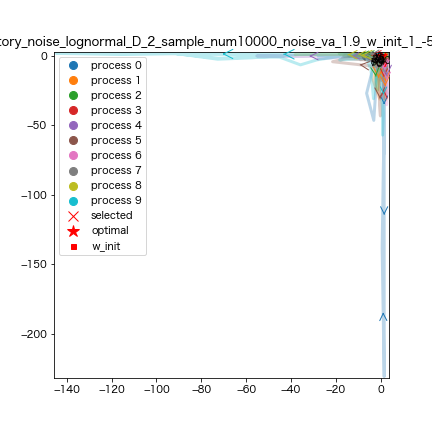 tory_noise_lognormal_D_2_sample_num10000_noise_va_1.9_w_init_1_-5
0
−50
−100
−150
−200
−140
−120
−100
−80
−60
−40
−20
0
process 0
process 1
process 2
process 3
process 4
process 5
process 6
process 7
process 8
process 9
selected
optimal
w_init